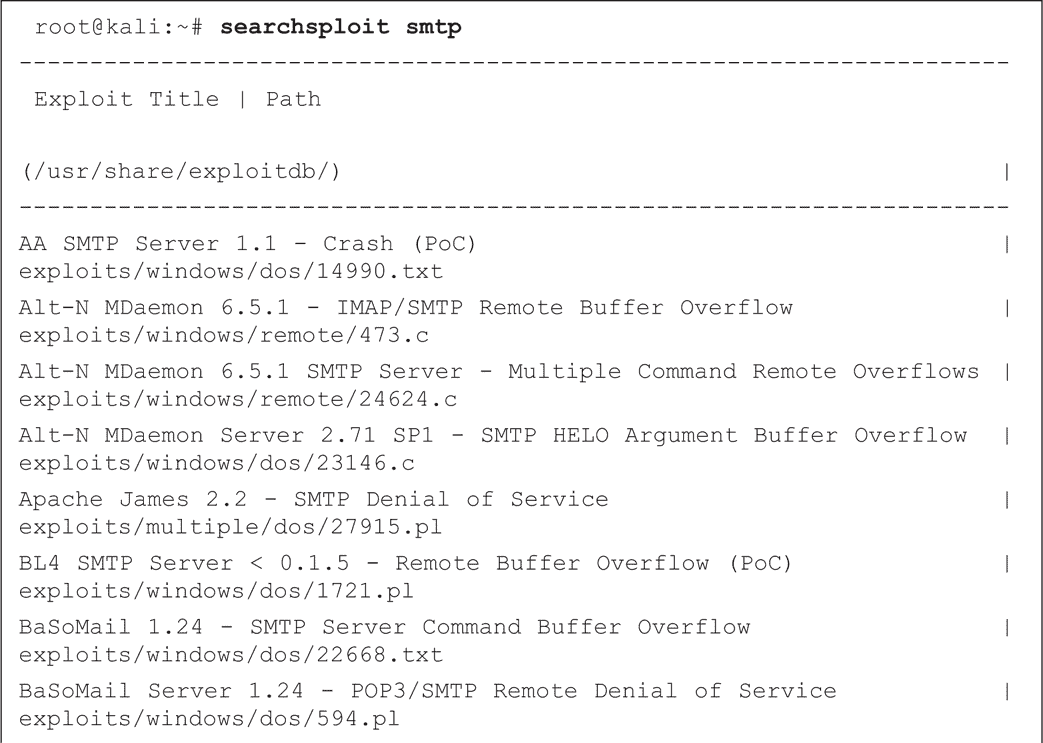 root@kali:~# searchsploit smtp
----------------------------------------------------------------------
Exploit Title | Path
(/usr/share/exploitdb/) |
----------------------------------------------------------------------
AA SMTP Server 1.1 - Crash (PoC) |
exploits/windows/dos/14990.txt
Alt-N MDaemon 6.5.1 - IMAP/SMTP Remote Buffer Overflow |
exploits/windows/remote/473.c
Alt-N MDaemon 6.5.1 SMTP Server - Multiple Command Remote Overflows |
exploits/windows/remote/24624.c
Alt-N MDaemon Server 2.71 SP1 - SMTP HELO Argument Buffer Overflow |
exploits/windows/dos/23146.c
Apache James 2.2 - SMTP Denial of Service |
exploits/multiple/dos/27915.pl
BL4 SMTP Server < 0.1.5 - Remote Buffer Overflow (PoC) |
exploits/windows/dos/1721.pl
BaSoMail 1.24 - SMTP Server Command Buffer Overflow |
exploits/windows/dos/22668.txt
BaSoMail Server 1.24 - POP3/SMTP Remote Denial of Service |
exploits/windows/dos/594.pl